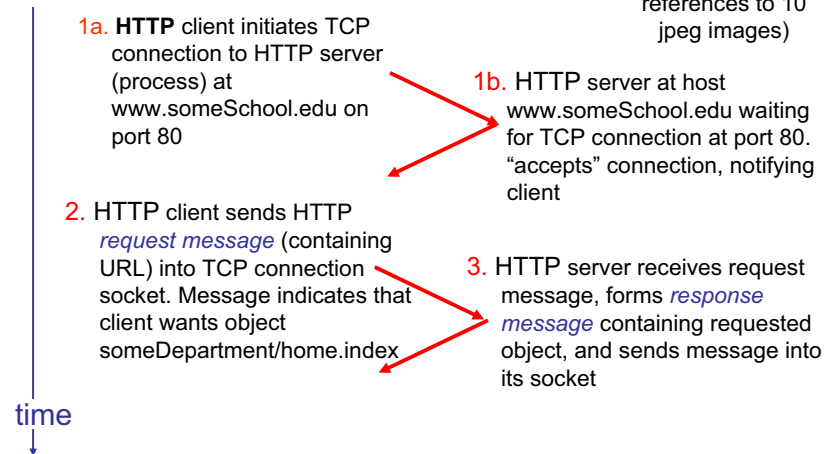 references to 10
jpeg images)
1a. HTTP client initiates TCP
connection to HTTP server
(process) at
www.someSchool.edu on
port 80
1b. HTTP server at host
www.someSchool.edu waiting
for TCP connection at port 80.
“accepts” connection, notifying
client
2. HTTP client sends HTTP
request message (containing
URL) into TCP connection
socket. Message indicates that
client wants object
someDepartment/home.index
3. HTTP server receives request
message, forms response
message containing requested
object, and sends message into
its socket
time